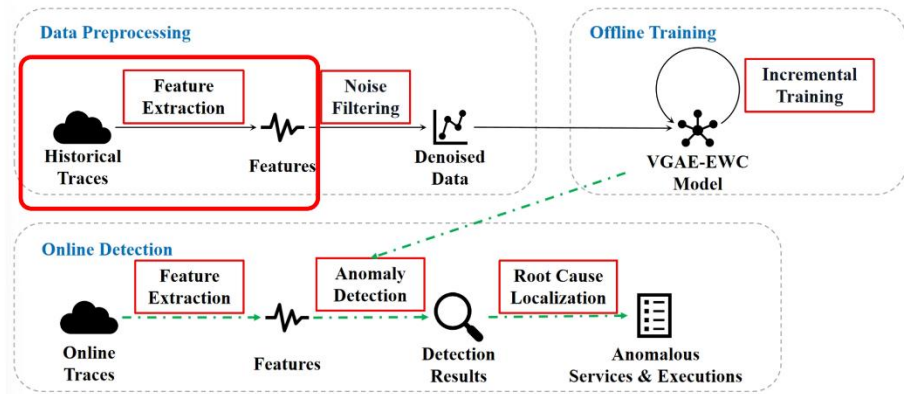 Data Preprocessing
Feature
Extraction
Noise
Filtering
Historical
Traces
Features
Denoised
Data
Offline Training
Incremental
Training
VGAE-EWC
Model
Online Detection
Feature
Extraction
Anomaly
Detection
Root Cause
Localization
Online
Traces
Features
Detection
Results
Anomalous
Services & Executions